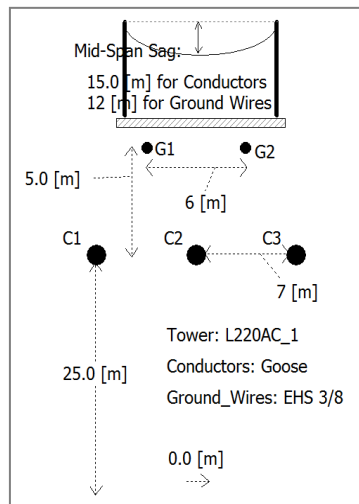 Mid-Span Sag:
15.0 [m] for Conductors
12 [m] for Ground Wires
G1
G2
5.0 [m]
6 [m]
C1
C2
C3
7 [m]
Tower: L220AC_1
Conductors: Goose
25.0 [m]
Ground_Wires: EHS 3/8
0.0 [m]